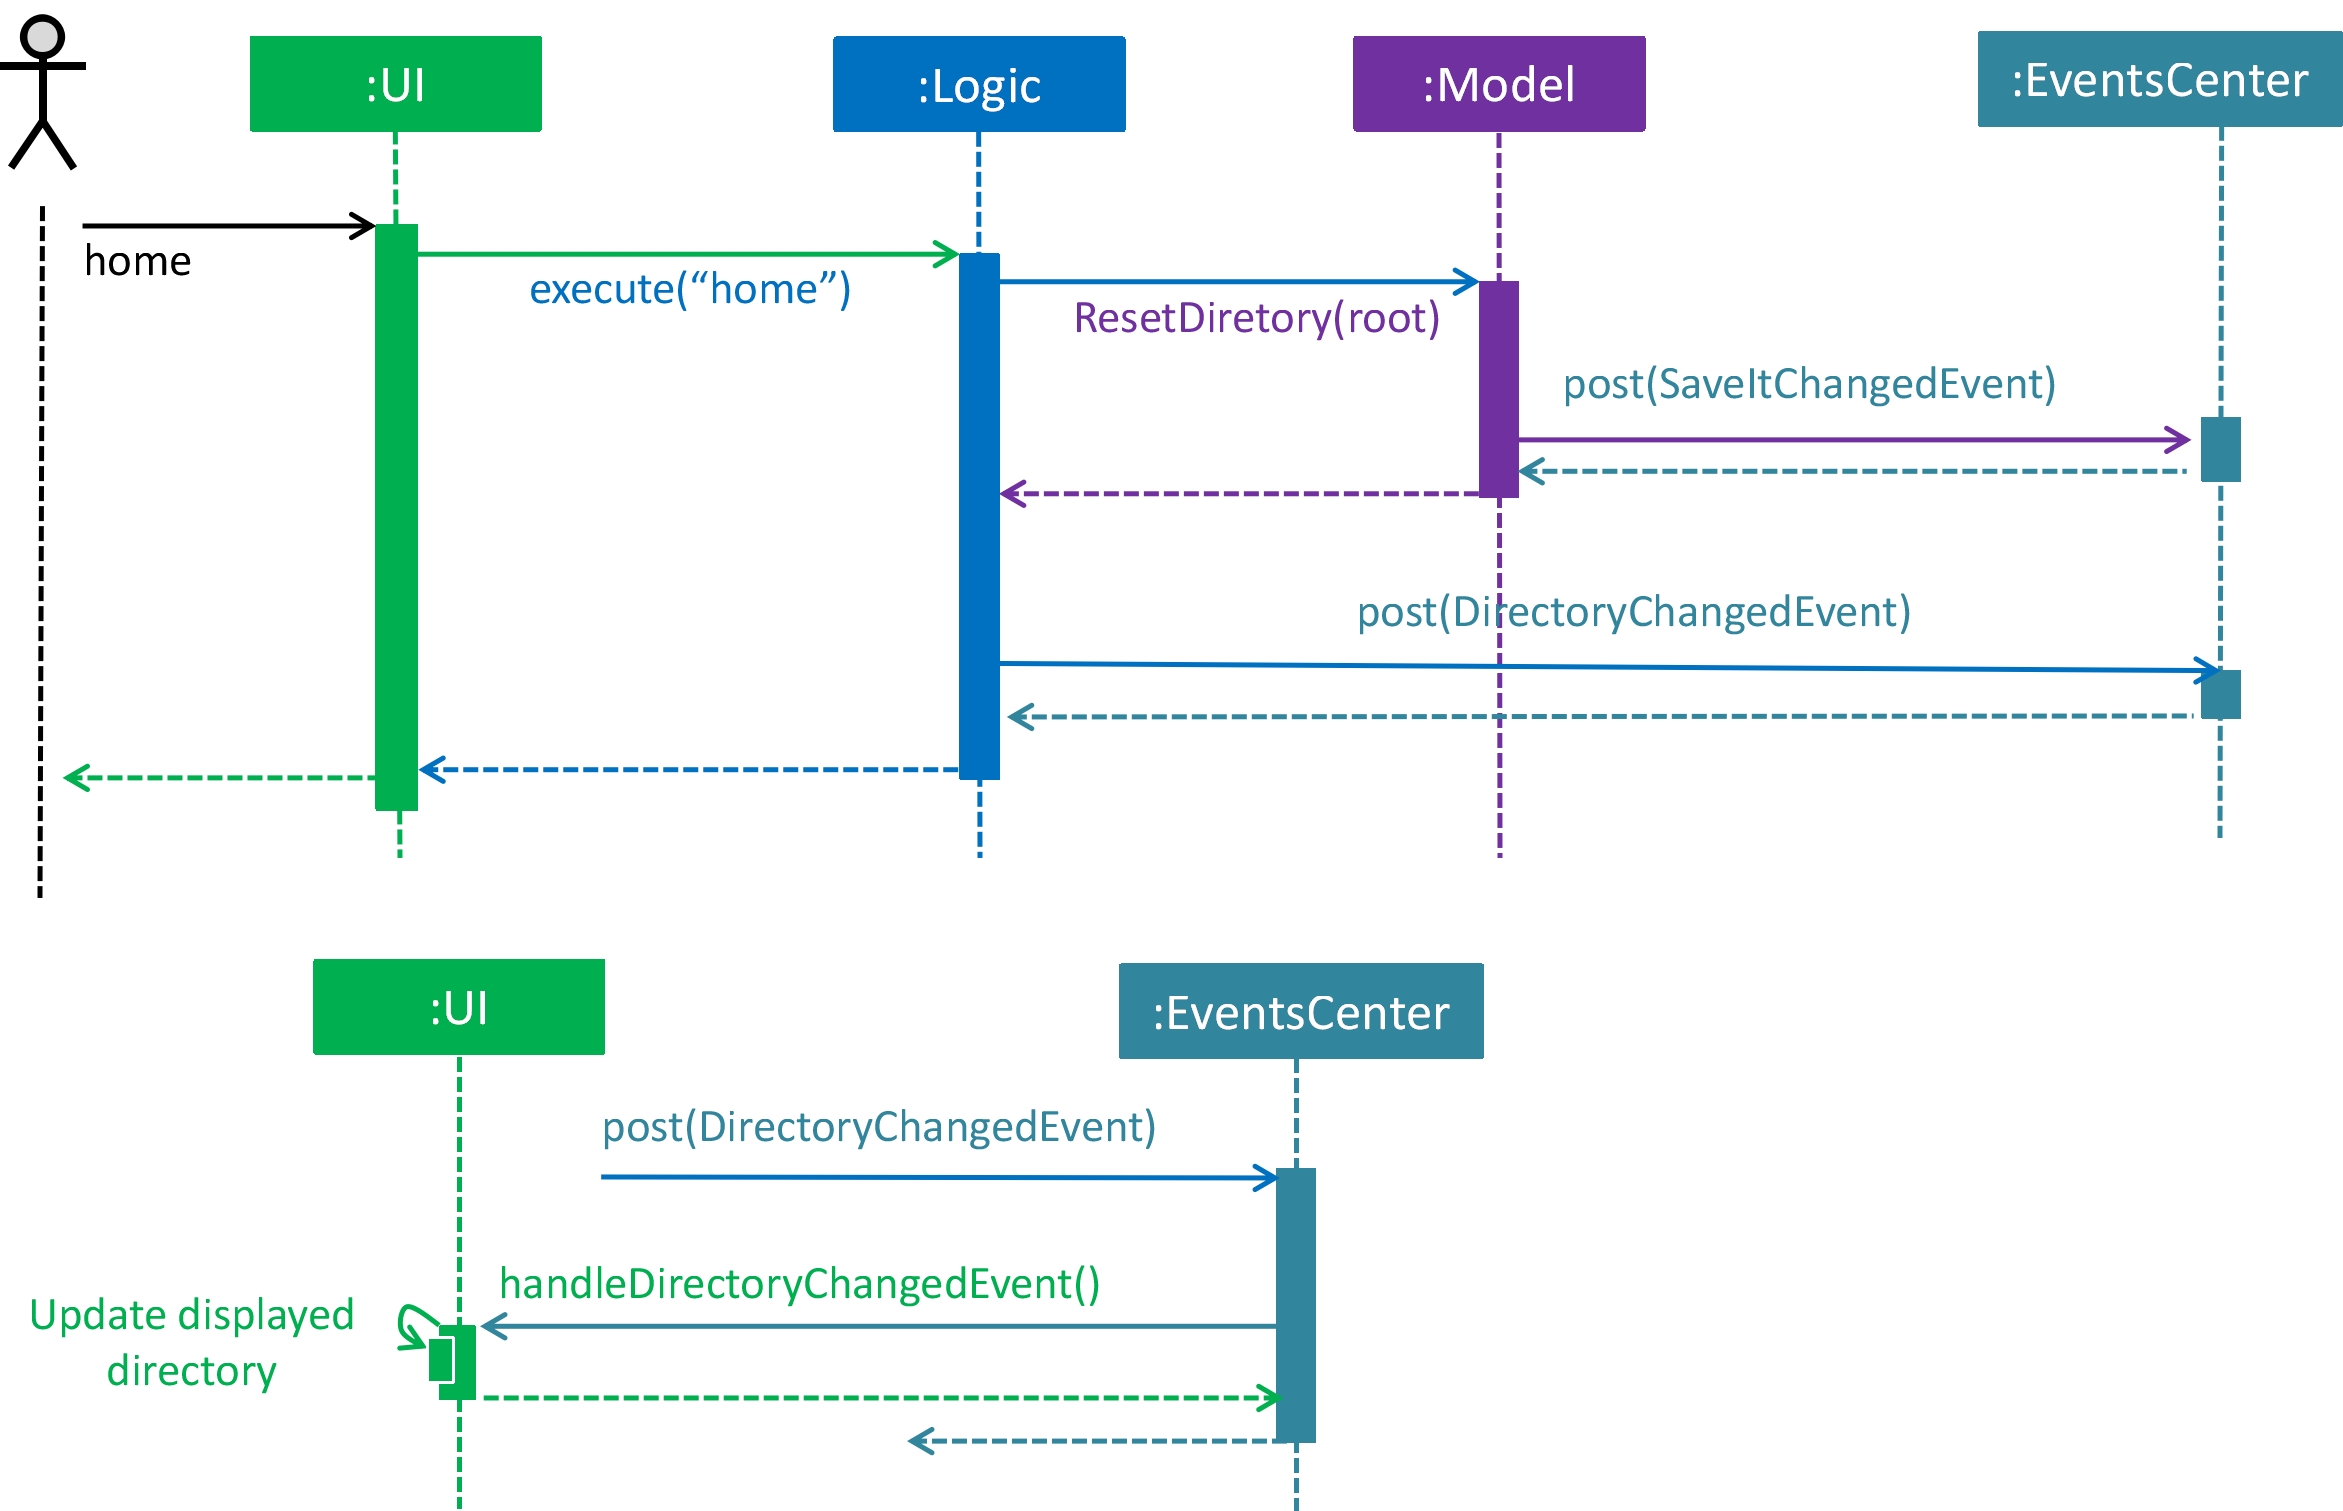 :UI
:Logic
:Model
:EventsCenter
home
execute(“home”)
ResetDiretory(root)
post(SaveItChangedEvent)
post(DirectoryChangedEvent)
:UI
:EventsCenter
post(DirectoryChangedEvent)
handleDirectoryChangedEvent()
Update displayed
directory